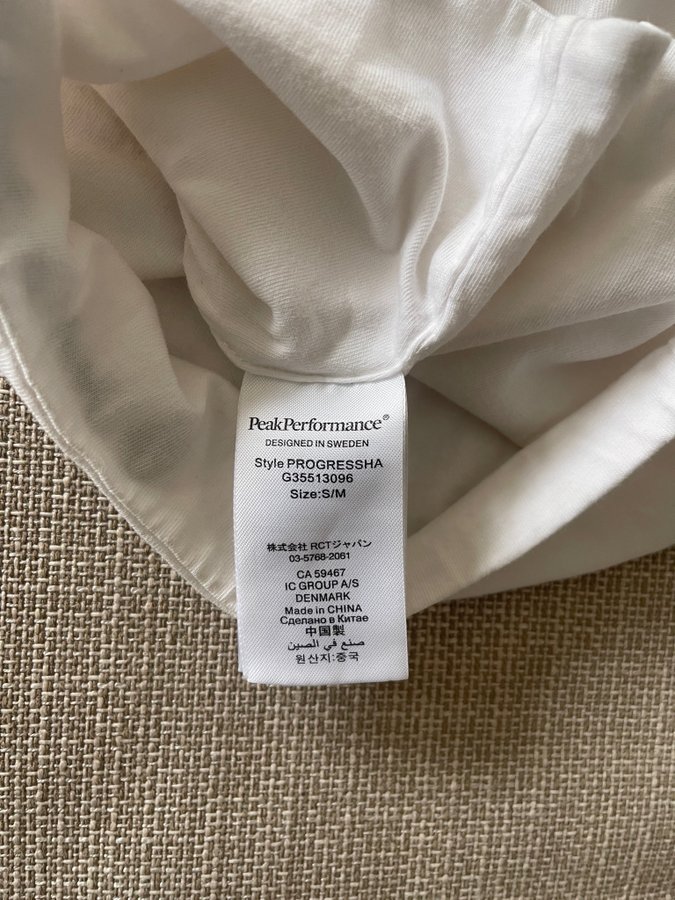 PeakPerformance®
DESIGNED IN SWEDEN
Style PROGRESSHA
G35513096
Size:S/M
株式会社 RCTジャパン
03-5768-2061
CA 59467
IC GROUP A/S
DENMARK
Made in CHINA
Сделано в Китае
中国製
صنع في الصين
원산지:중국